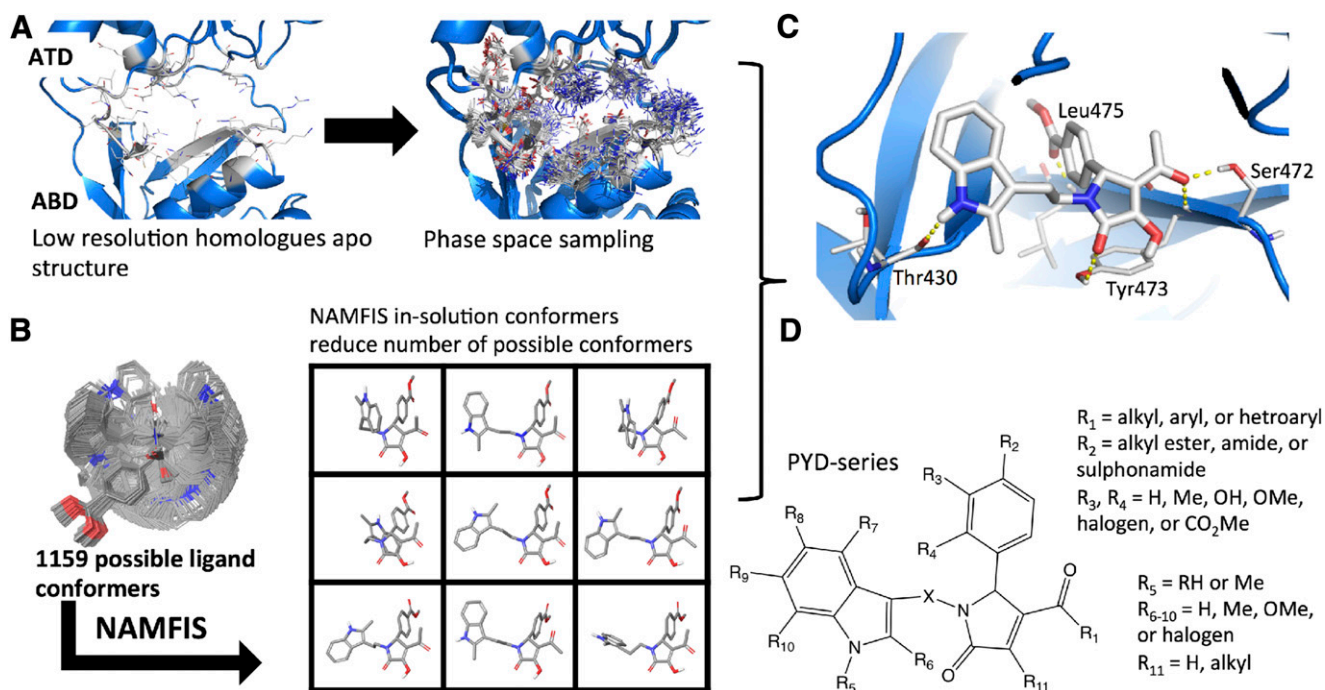 A
ATD
ABD
Low resolution homologues apo
structure
Phase space sampling
B
1159 possible ligand
conformers
NAMFIS
NAMFIS in-solution conformers
reduce number of possible conformers
C
Leu475
Ser472
Thr430
Tyr473
D
PYD-series
R₁ = alkyl, aryl, or hetroaryl
R₂ = alkyl ester, amide, or
sulphonamide
R₃, R₄ = H, Me, OH, OMe,
halogen, or CO₂Me
R₅ = RH or Me
R₆₋₁₀ = H, Me, OMe,
or halogen
R₁₁ = H, alkyl
R₂
R₃
R₈
R₇
R₄
R₉
X
N
O
R₁₀
R₁
N
R₆
O
R₅
R₁₁